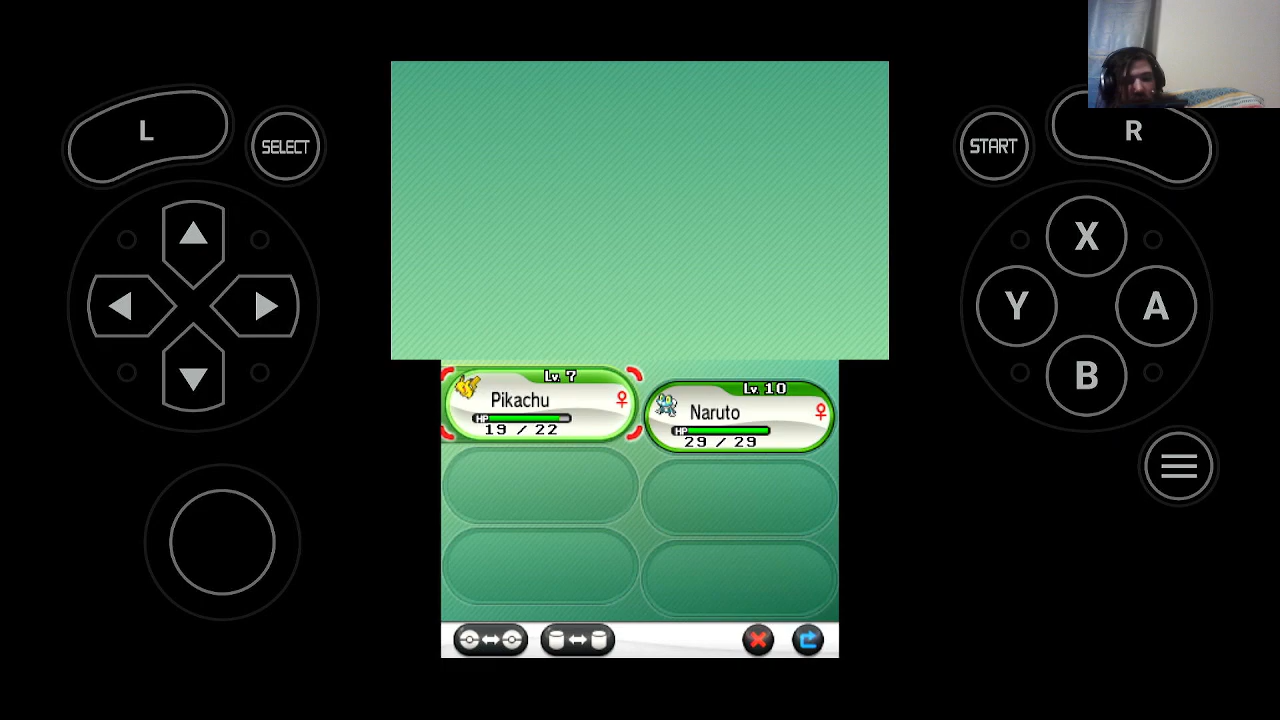 L
SELECT
START
R
X
Y
A
B
Lv. 7
Pikachu ♀
HP
19 / 22
Lv. 10
Naruto ♀
HP
29 / 29